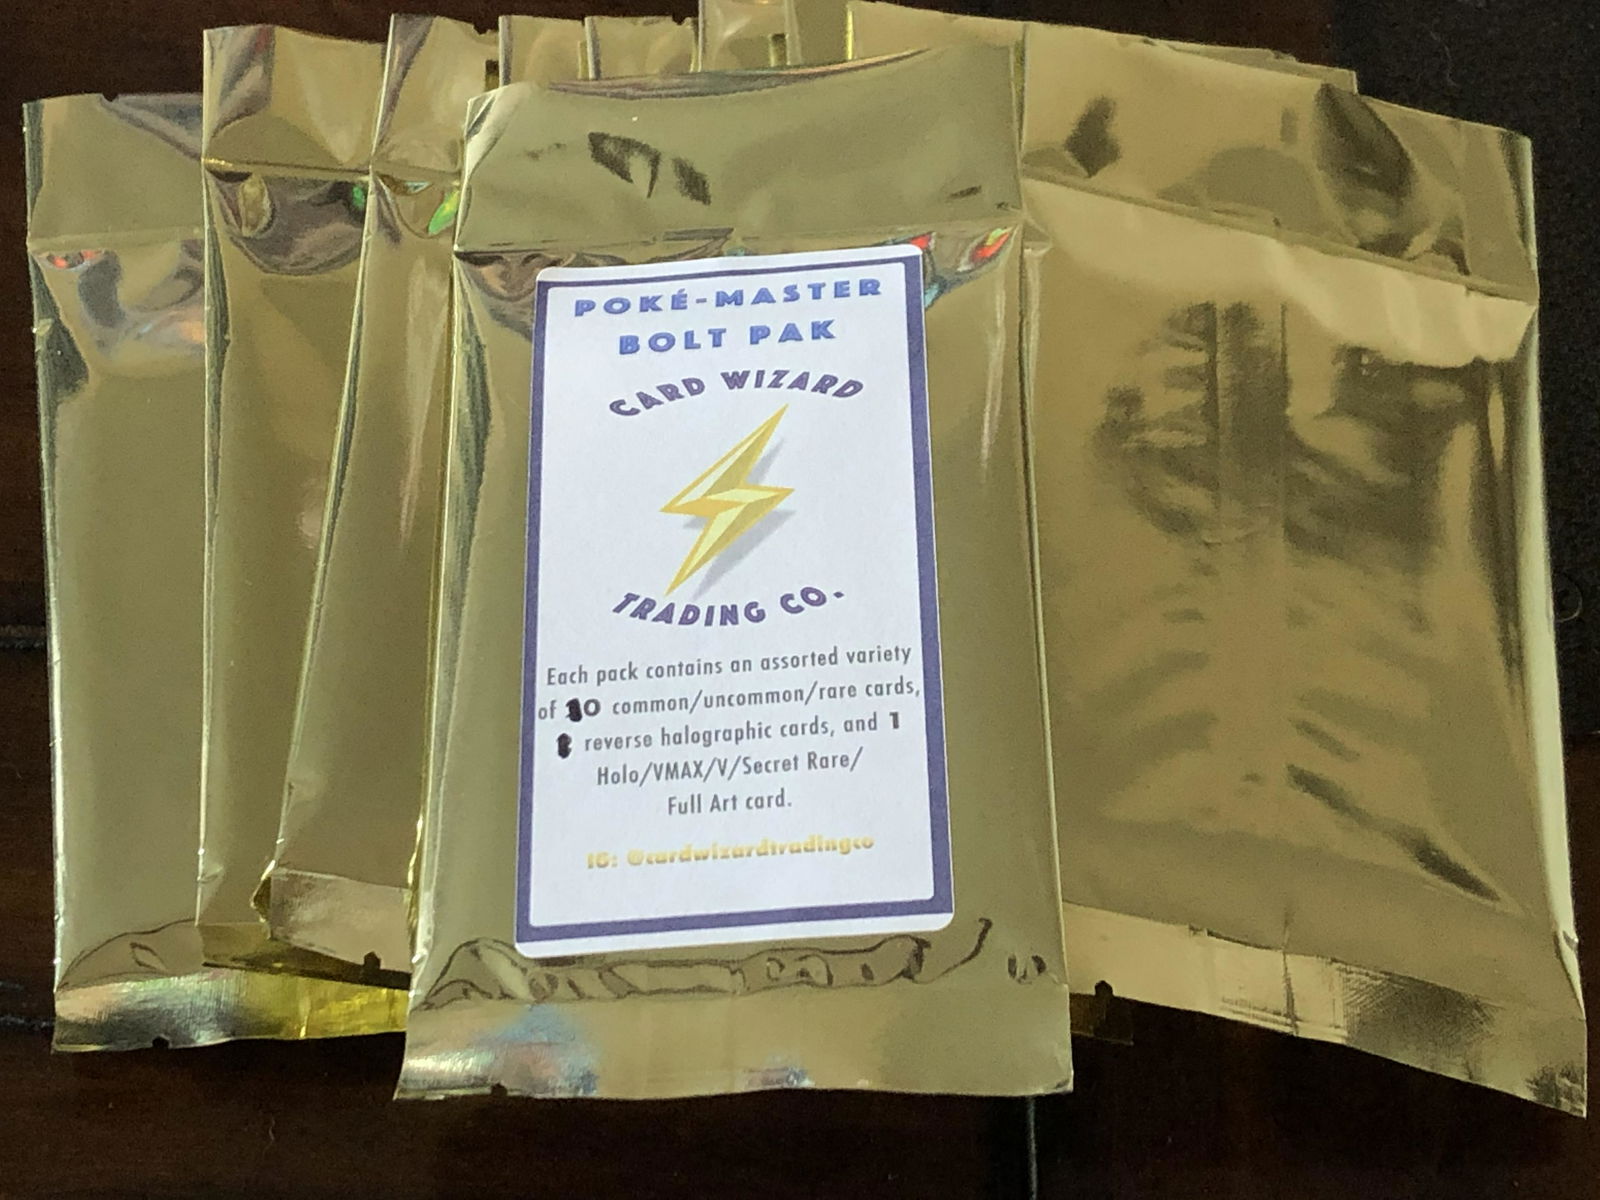 POKÉ-MASTER
BOLT PAK
CARD WIZARD
TRADING CO.
Each pack contains an assorted variety
of common/uncommon/rare cards,
reverse halographic cards, and 1
Holo/VMAX/V/Secret Rare/
Full Art card.
IG: @cardwizardtradingco